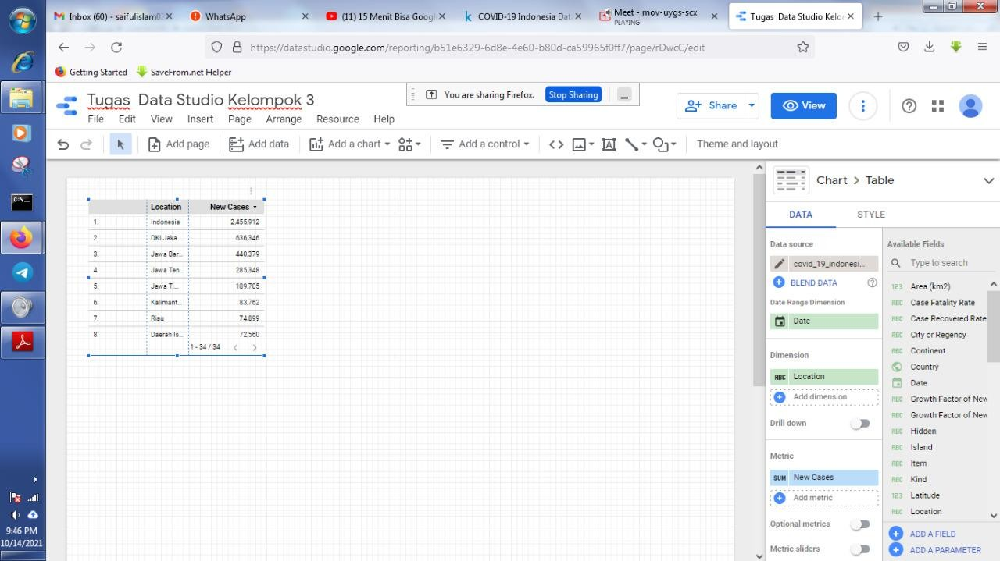 Inbox (60) - saifulislam02
WhatsApp
(11) 15 Menit Bisa Googl
COVID-19 Indonesia Dat
Meet - mov-uygs-scx
PLAYING
Tugas Data Studio Kelor
https://datastudio.google.com/reporting/b51e6329-6d8e-4e60-b80d-ca59965f0ff7/page/rDwcC/edit
Getting Started
SaveFrom.net Helper
Tugas Data Studio Kelompok 3
You are sharing Firefox.
Stop Sharing
Share
View
File Edit View Insert Page Arrange Resource Help
Add page
Add data
Add a chart
Add a control
Theme and layout
Location New Cases
1. Indonesia 2,455,912
2. DKI Jaka... 636,346
3. Jawa Bar... 440,379
4. Jawa Ten... 285,348
5. Jawa Ti... 189,705
6. Kalimant... 83,762
7. Riau 74,899
8. Daerah Is... 72,560
1 - 34 / 34
Chart > Table
DATA
STYLE
Data source
covid_19_indonesi...
BLEND DATA
Date Range Dimension
Date
Dimension
ABC Location
Add dimension
Drill down
Metric
SUM New Cases
Add metric
Optional metrics
Metric sliders
Available Fields
Type to search
123 Area (km2)
ABC Case Fatality Rate
ABC Case Recovered Rate
ABC City or Regency
ABC Continent
Country
Date
ABC Growth Factor of New
ABC Growth Factor of New
ABC Hidden
ABC Island
ABC Item
ABC Kind
123 Latitude
ABC Location
ADD A FIELD
ADD A PARAMETER
9:46 PM
10/14/2021